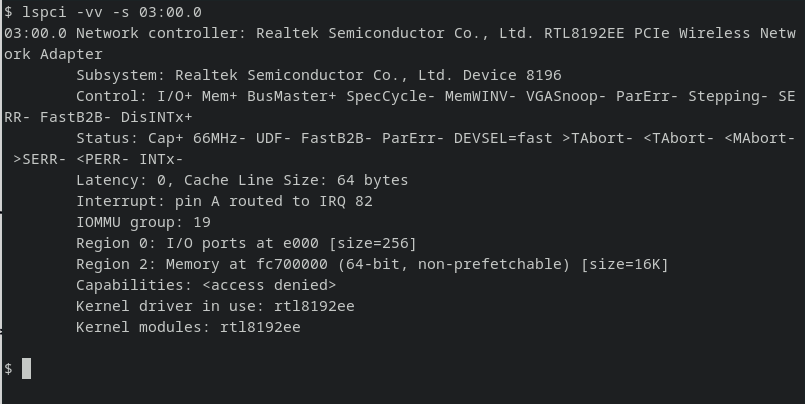 $ lspci -vv -s 03:00.0
03:00.0 Network controller: Realtek Semiconductor Co., Ltd. RTL8192EE PCIe Wireless Netw
ork Adapter
        Subsystem: Realtek Semiconductor Co., Ltd. Device 8196
        Control: I/O+ Mem+ BusMaster+ SpecCycle- MemWINV- VGASnoop- ParErr- Stepping- SE
RR- FastB2B- DisINTx+
        Status: Cap+ 66MHz- UDF- FastB2B- ParErr- DEVSEL=fast >TAbort- <TAbort- <MAbort-
 >SERR- <PERR- INTx-
        Latency: 0, Cache Line Size: 64 bytes
        Interrupt: pin A routed to IRQ 82
        IOMMU group: 19
        Region 0: I/O ports at e000 [size=256]
        Region 2: Memory at fc700000 (64-bit, non-prefetchable) [size=16K]
        Capabilities: <access denied>
        Kernel driver in use: rtl8192ee
        Kernel modules: rtl8192ee

$